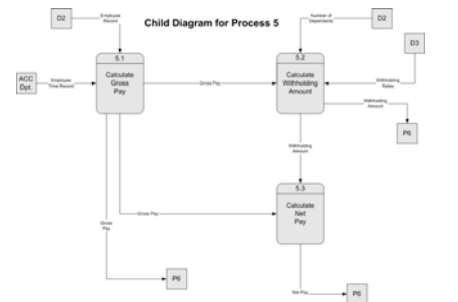 D2
Employee
Record
Child Diagram for Process 5
Number of
Dependents
D2
D3
5.1
Calculate
Gross
Pay
5.2
Calculate
Withholding
Amount
ACC
Dpt.
Employee
Time Record
Gross Pay
Withholding
Rates
Withholding
Amount
P6
Withholding
Amount
5.3
Calculate
Net
Pay
Gross Pay
Gross
Pay
P6
Net Pay
P6